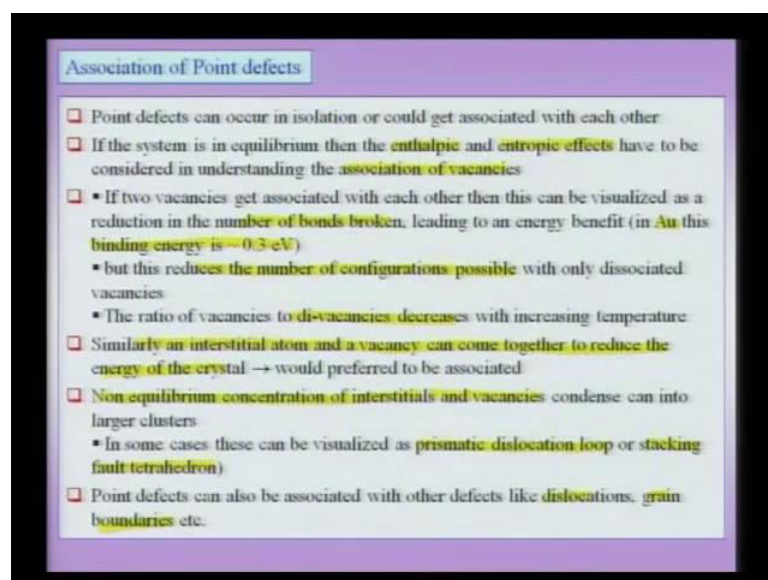 Association of Point defects
❑ Point defects can occur in isolation or could get associated with each other
❑ If the system is in equilibrium then the enthalpic and entropic effects have to be
considered in understanding the association of vacancies
❑ ▪ If two vacancies get associated with each other then this can be visualized as a
reduction in the number of bonds broken, leading to an energy benefit (in Au this
binding energy is ~ 0.3 eV)
▪ but this reduces the number of configurations possible with only dissociated
vacancies
▪ The ratio of vacancies to di-vacancies decreases with increasing temperature
❑ Similarly an interstitial atom and a vacancy can come together to reduce the
energy of the crystal → would preferred to be associated
❑ Non equilibrium concentration of interstitials and vacancies condense can into
larger clusters
▪ In some cases these can be visualized as prismatic dislocation loop or stacking
fault tetrahedron)
❑ Point defects can also be associated with other defects like dislocations, grain
boundaries etc.